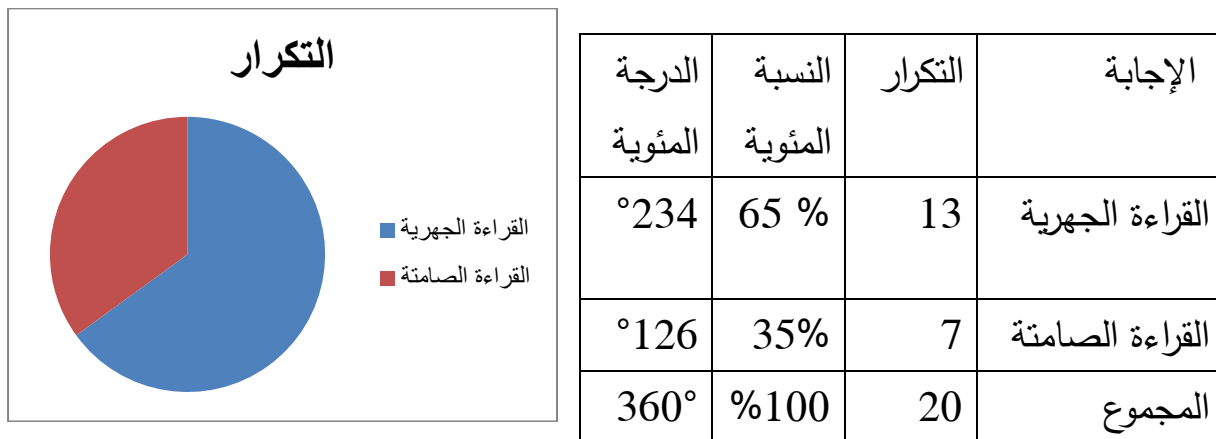 التكرار
القراءة الجهرية
القراءة الصامتة
الإجابة التكرار النسبة المئوية الدرجة المئوية
القراءة الجهرية 13 65 % 234°
القراءة الصامتة 7 35% 126°
المجموع 20 100% 360°